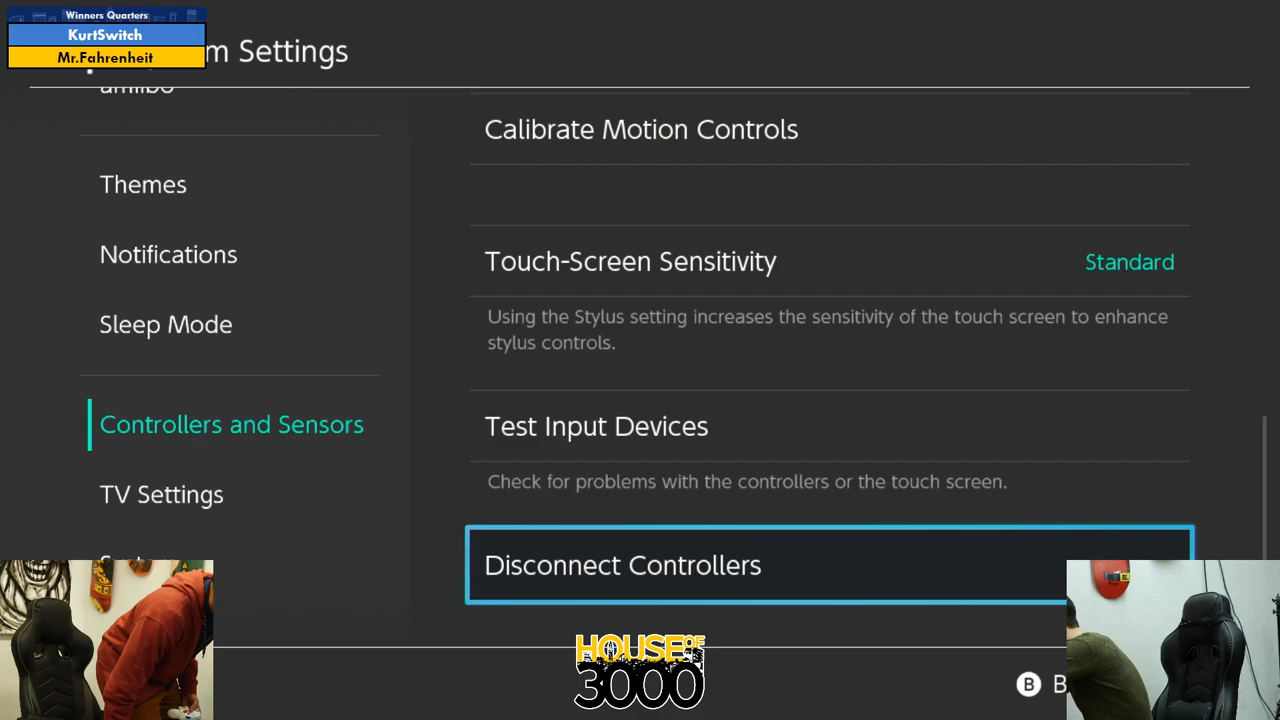 Winners Quarters
KurtSwitch
Mr.Fahrenheit
m Settings
amiibo
Themes
Notifications
Sleep Mode
Controllers and Sensors
TV Settings
Calibrate Motion Controls
Touch-Screen Sensitivity Standard
Using the Stylus setting increases the sensitivity of the touch screen to enhance
stylus controls.
Test Input Devices
Check for problems with the controllers or the touch screen.
Disconnect Controllers
HOUSE OF
3000
B B